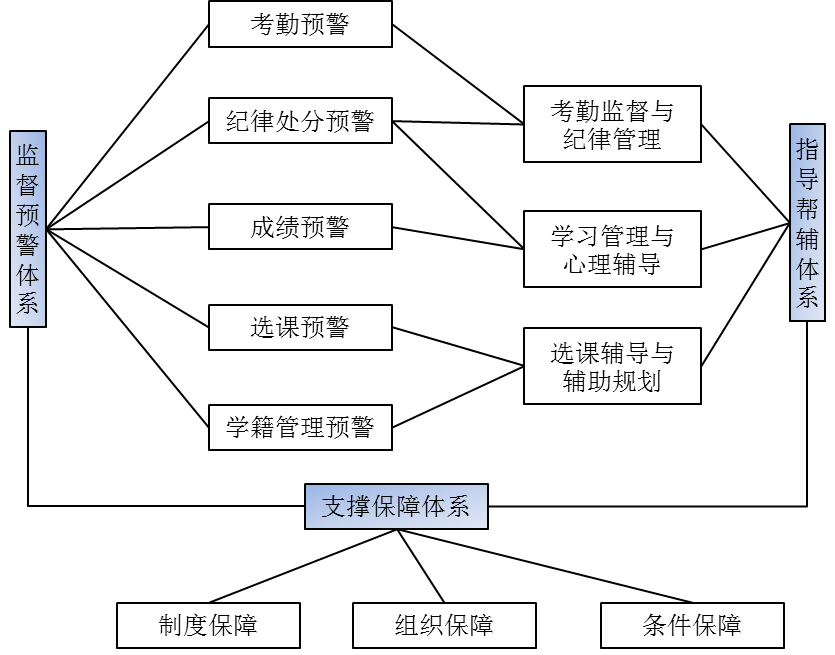 监督预警体系
考勤预警
纪律处分预警
成绩预警
选课预警
学籍管理预警
考勤监督与
纪律管理
学习管理与
心理辅导
选课辅导与
辅助规划
指导帮辅体系
支撑保障体系
制度保障
组织保障
条件保障